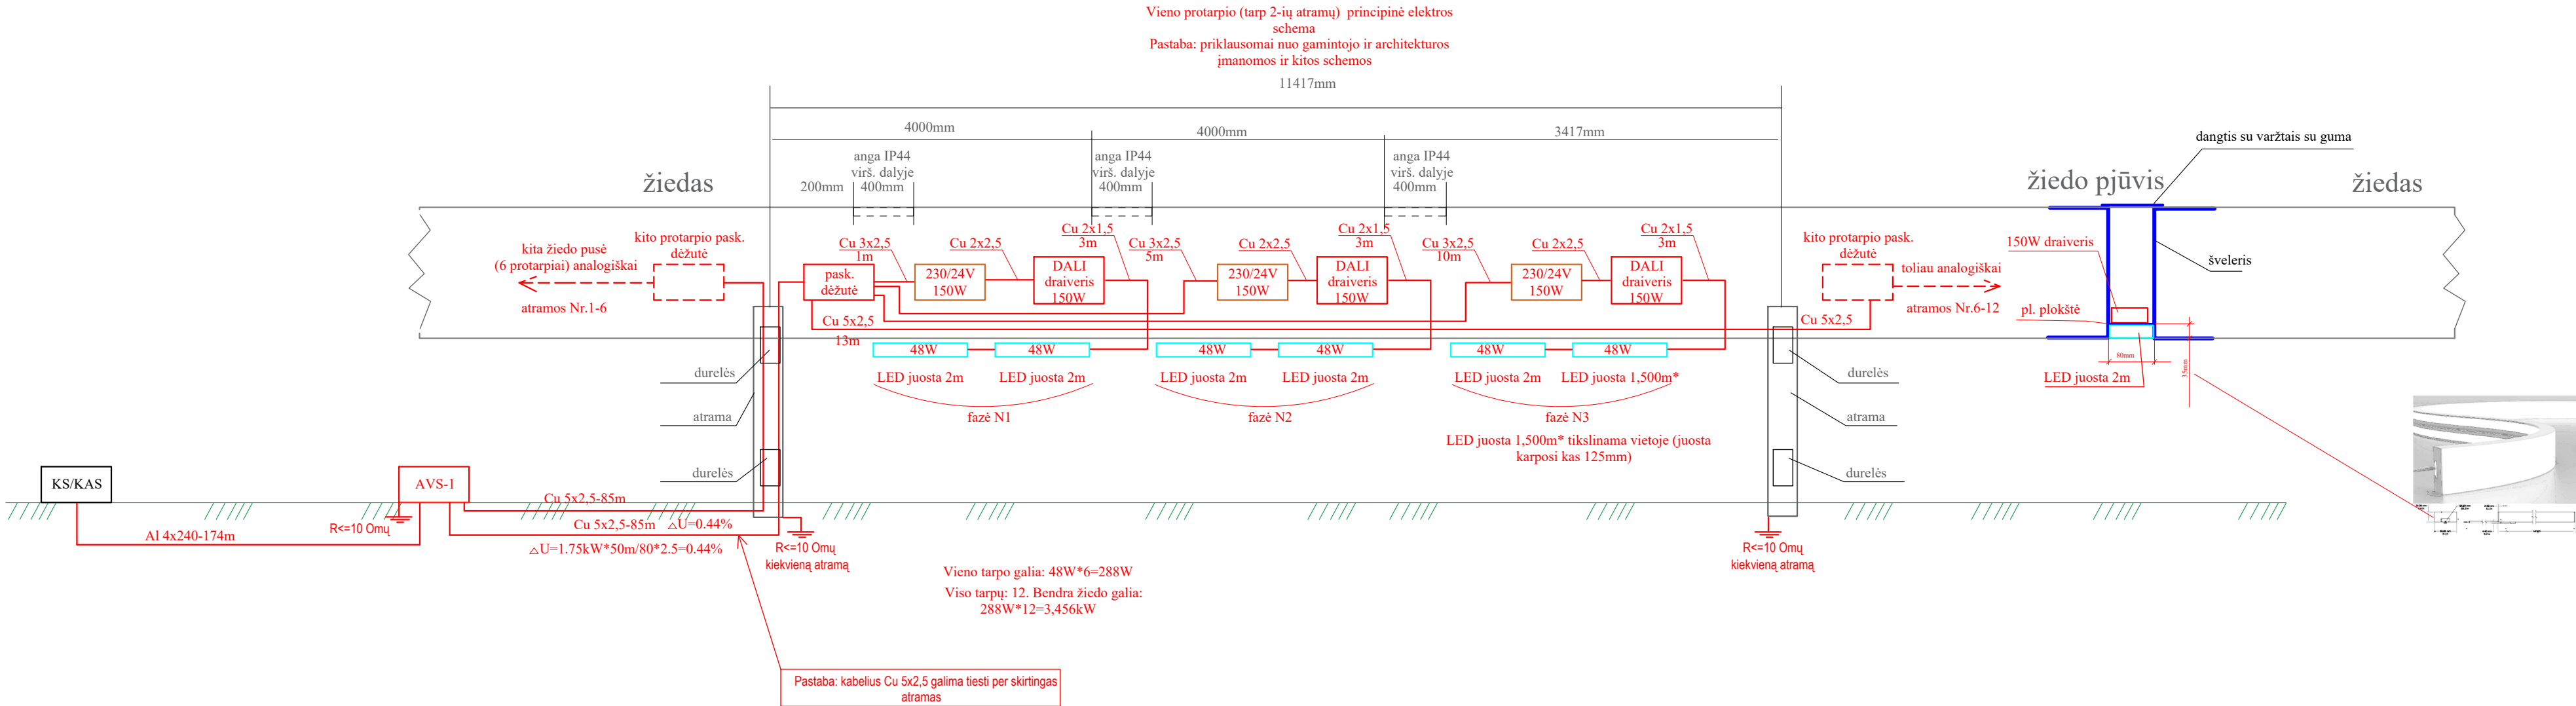 Vieno protarpio (tarp 2-ių atramų) principinė elektros
schema
Pastaba: priklausomai nuo gamintojo ir architekturos
įmanomos ir kitos schemos
11417mm
4000mm
4000mm
3417mm
anga IP44
virš. dalyje
200mm
400mm
anga IP44
virš. dalyje
400mm
anga IP44
virš. dalyje
400mm
žiedas
žiedo pjūvis
žiedas
dangtis su varžtais su guma
šveleris
150W draiveris
pl. plokštė
80mm
35mm
LED juosta 2m
kita žiedo pusė
(6 protarpiai) analogiškai
atramos Nr.1-6
kito protarpio pask.
dėžutė
pask.
dėžutė
Cu 3x2,5
1m
230/24V
150W
Cu 2x2,5
DALI
draiveris
150W
Cu 2x1,5
3m
Cu 3x2,5
5m
230/24V
150W
Cu 2x2,5
DALI
draiveris
150W
Cu 2x1,5
3m
Cu 3x2,5
10m
230/24V
150W
Cu 2x2,5
DALI
draiveris
150W
Cu 2x1,5
3m
kito protarpio pask.
dėžutė
toliau analogiškai
atramos Nr.6-12
Cu 5x2,5
13m
Cu 5x2,5
48W
48W
48W
48W
48W
48W
LED juosta 2m
LED juosta 2m
LED juosta 2m
LED juosta 2m
LED juosta 2m
LED juosta 1,500m*
fazė N1
fazė N2
fazė N3
LED juosta 1,500m* tikslinama vietoje (juosta
karposi kas 125mm)
durelės
atrama
durelės
durelės
atrama
durelės
KS/KAS
AVS-1
Al 4x240-174m
R<=10 Omų
Cu 5x2,5-85m
Cu 5x2,5-85m △U=0.44%
△U=1.75kW*50m/80*2.5=0.44%
R<=10 Omų
kiekvieną atramą
R<=10 Omų
kiekvieną atramą
Vieno tarpo galia: 48W*6=288W
Viso tarpų: 12. Bendra žiedo galia:
288W*12=3,456kW
Pastaba: kabelius Cu 5x2,5 galima tiesti per skirtingas
atramas